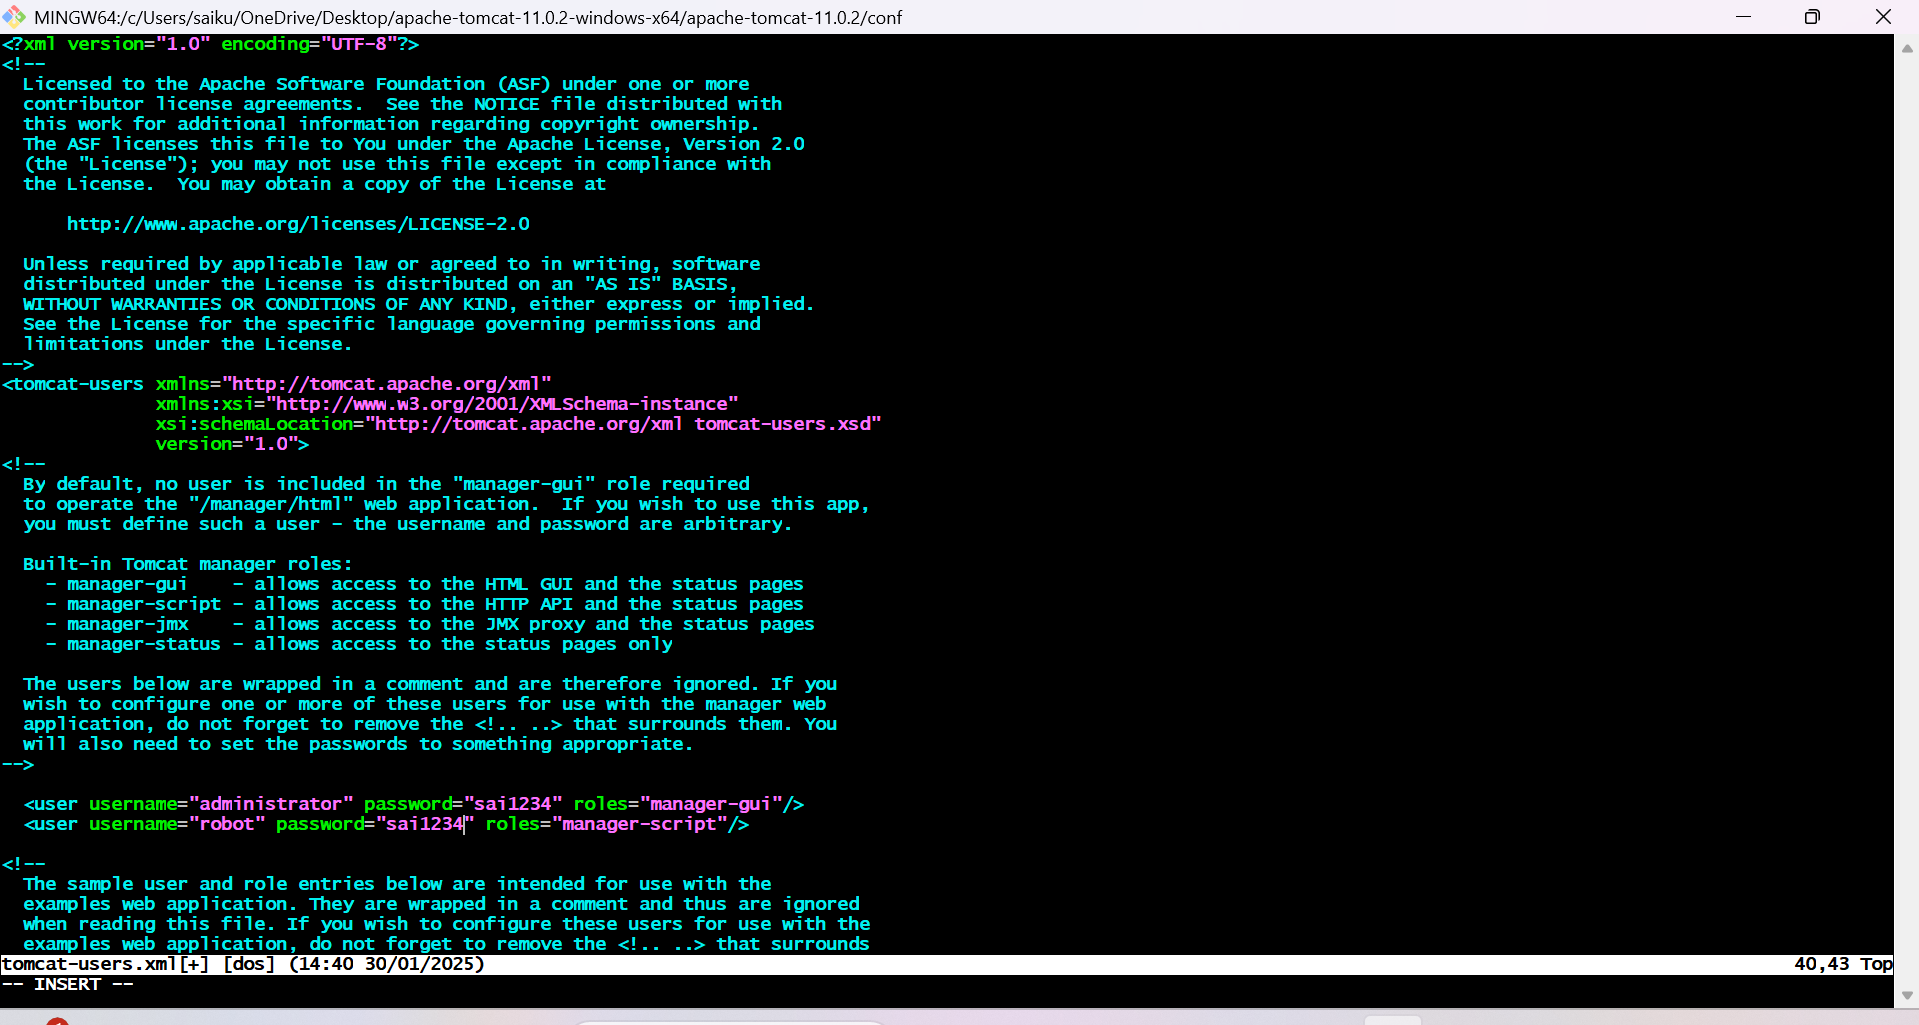 MINGW64:/c/Users/saiku/OneDrive/Desktop/apache-tomcat-11.0.2-windows-x64/apache-tomcat-11.0.2/conf
<?xml version="1.0" encoding="UTF-8"?>
<!--
  Licensed to the Apache Software Foundation (ASF) under one or more
  contributor license agreements.  See the NOTICE file distributed with
  this work for additional information regarding copyright ownership.
  The ASF licenses this file to You under the Apache License, Version 2.0
  (the "License"); you may not use this file except in compliance with
  the License.  You may obtain a copy of the License at

      http://www.apache.org/licenses/LICENSE-2.0

  Unless required by applicable law or agreed to in writing, software
  distributed under the License is distributed on an "AS IS" BASIS,
  WITHOUT WARRANTIES OR CONDITIONS OF ANY KIND, either express or implied.
  See the License for the specific language governing permissions and
  limitations under the License.
-->
<tomcat-users xmlns="http://tomcat.apache.org/xml"
              xmlns:xsi="http://www.w3.org/2001/XMLSchema-instance"
              xsi:schemaLocation="http://tomcat.apache.org/xml tomcat-users.xsd"
              version="1.0">
<!--
  By default, no user is included in the "manager-gui" role required
  to operate the "/manager/html" web application.  If you wish to use this app,
  you must define such a user - the username and password are arbitrary.

  Built-in Tomcat manager roles:
    - manager-gui    - allows access to the HTML GUI and the status pages
    - manager-script - allows access to the HTTP API and the status pages
    - manager-jmx    - allows access to the JMX proxy and the status pages
    - manager-status - allows access to the status pages only

  The users below are wrapped in a comment and are therefore ignored. If you
  wish to configure one or more of these users for use with the manager web
  application, do not forget to remove the <!.. ..> that surrounds them. You
  will also need to set the passwords to something appropriate.
-->

  <user username="administrator" password="sai1234" roles="manager-gui"/>
  <user username="robot" password="sai1234" roles="manager-script"/>

<!--
  The sample user and role entries below are intended for use with the
  examples web application. They are wrapped in a comment and thus are ignored
  when reading this file. If you wish to configure these users for use with the
  examples web application, do not forget to remove the <!.. ..> that surrounds
tomcat-users.xml[+] [dos] (14:40 30/01/2025) 40,43 Top
-- INSERT --